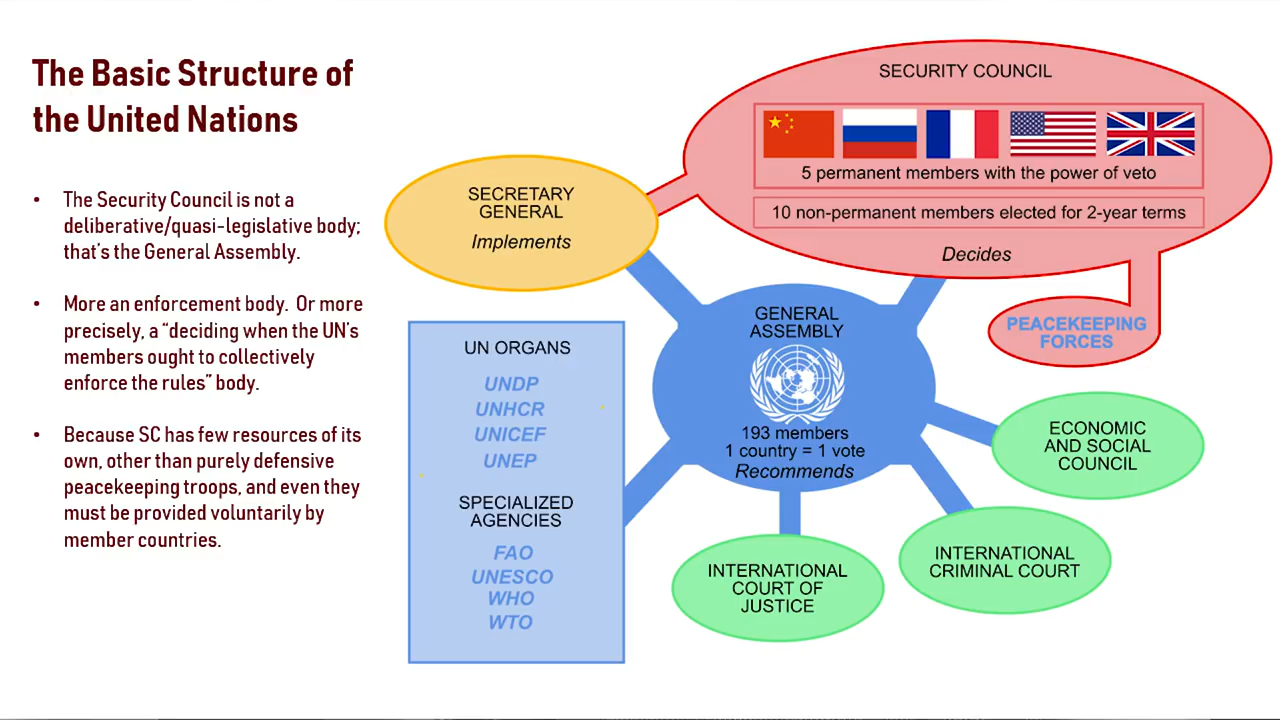 The Basic Structure of
the United Nations
• The Security Council is not a
deliberative/quasi-legislative body;
that's the General Assembly.
• More an enforcement body.  Or more
precisely, a "deciding when the UN's
members ought to collectively
enforce the rules" body.
• Because SC has few resources of its
own, other than purely defensive
peacekeeping troops, and even they
must be provided voluntarily by
member countries.
SECRETARY
GENERAL
Implements
SECURITY COUNCIL
5 permanent members with the power of veto
10 non-permanent members elected for 2-year terms
Decides
PEACEKEEPING
FORCES
GENERAL
ASSEMBLY
193 members
1 country = 1 vote
Recommends
UN ORGANS
UNDP
UNHCR
UNICEF
UNEP
SPECIALIZED
AGENCIES
FAO
UNESCO
WHO
WTO
ECONOMIC
AND SOCIAL
COUNCIL
INTERNATIONAL
CRIMINAL COURT
INTERNATIONAL
COURT OF
JUSTICE